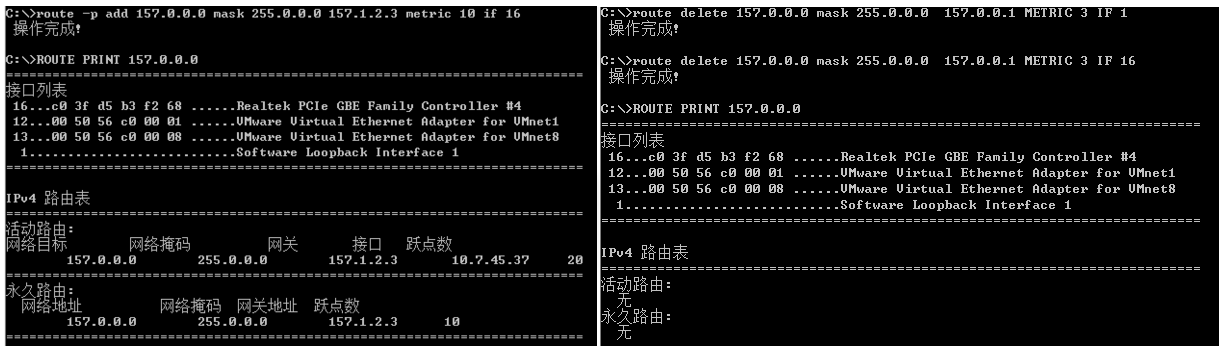 C:\>route -p add 157.0.0.0 mask 255.0.0.0 157.1.2.3 metric 10 if 16
操作完成!
C:\>ROUTE PRINT 157.0.0.0
===========================================================================
接口列表
16...c0 3f d5 b3 f2 68 ......Realtek PCIe GBE Family Controller #4
12...00 50 56 c0 00 01 ......VMware Virtual Ethernet Adapter for VMnet1
13...00 50 56 c0 00 08 ......VMware Virtual Ethernet Adapter for VMnet8
1...........................Software Loopback Interface 1
===========================================================================
IPv4 路由表
===========================================================================
活动路由:
网络目标 网络掩码 网关 接口 跃点数
157.0.0.0 255.0.0.0 157.1.2.3 10.7.45.37 20
===========================================================================
永久路由:
网络地址 网络掩码 网关地址 跃点数
157.0.0.0 255.0.0.0 157.1.2.3 10
===========================================================================
C:\>route delete 157.0.0.0 mask 255.0.0.0 157.0.0.1 METRIC 3 IF 1
操作完成!
C:\>route delete 157.0.0.0 mask 255.0.0.0 157.0.0.1 METRIC 3 IF 16
操作完成!
C:\>ROUTE PRINT 157.0.0.0
===========================================================================
接口列表
16...c0 3f d5 b3 f2 68 ......Realtek PCIe GBE Family Controller #4
12...00 50 56 c0 00 01 ......VMware Virtual Ethernet Adapter for VMnet1
13...00 50 56 c0 00 08 ......VMware Virtual Ethernet Adapter for VMnet8
1...........................Software Loopback Interface 1
===========================================================================
IPv4 路由表
===========================================================================
活动路由:
无
永久路由:
无